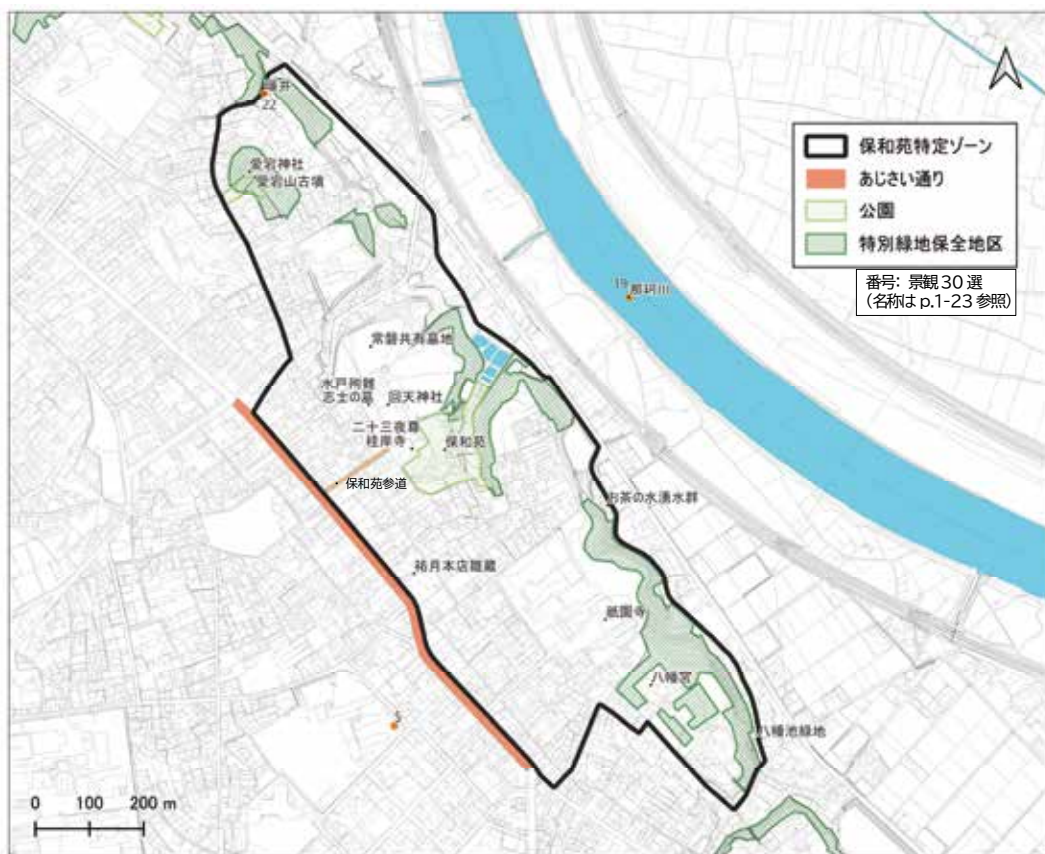 保和苑特定ゾーン
あじさい通り
公園
特別緑地保全地区
番号: 景観30選
(名称はp.1-23参照)
22
愛宕神社
愛宕山古墳
19
那珂川
常磐共有墓地
水戸殉難
志士の墓
回天神社
二十三夜尊
桂岸寺
保和苑
保和苑参道
お茶の水湧水群
祇園寺
八幡宮
八幡池緑地
5
0 100 200 m